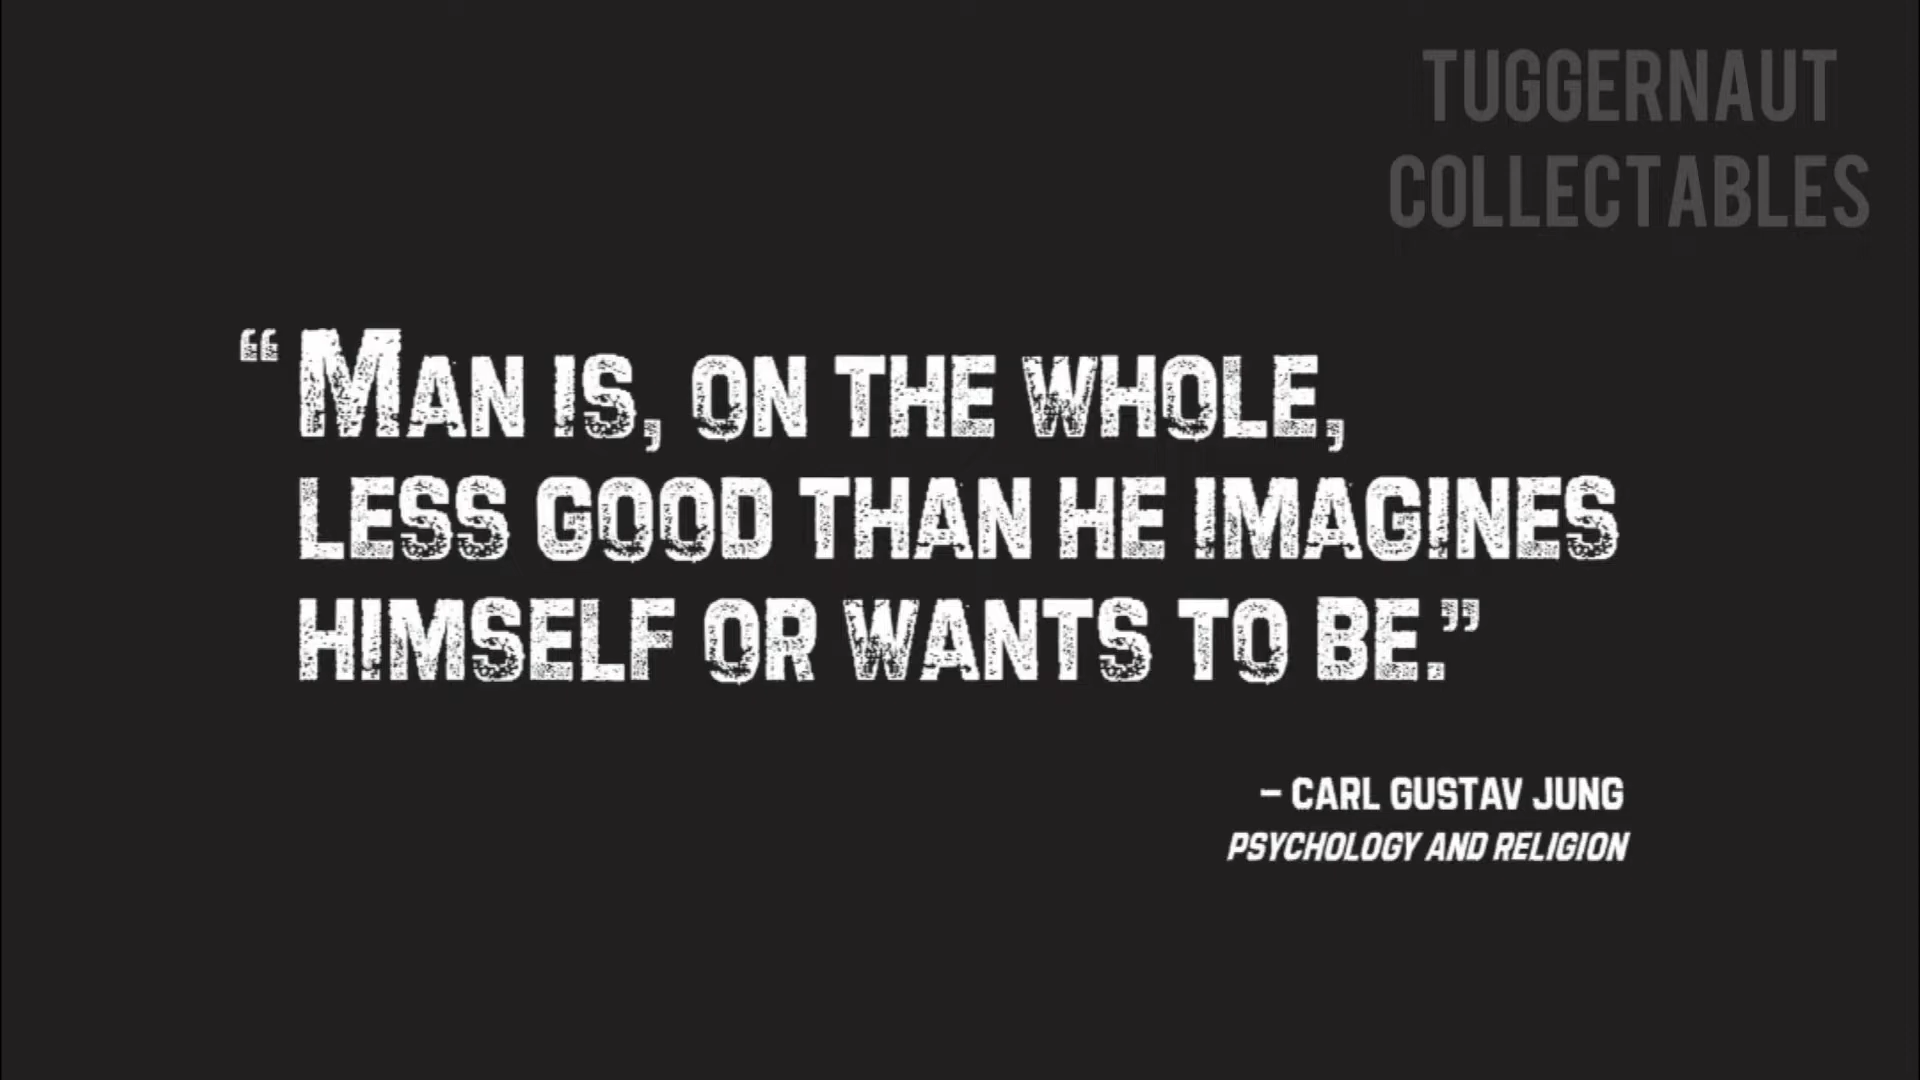 TUGGERNAUT
COLLECTABLES
“MAN IS, ON THE WHOLE,
LESS GOOD THAN HE IMAGINES
HIMSELF OR WANTS TO BE.”
– CARL GUSTAV JUNG
PSYCHOLOGY AND RELIGION